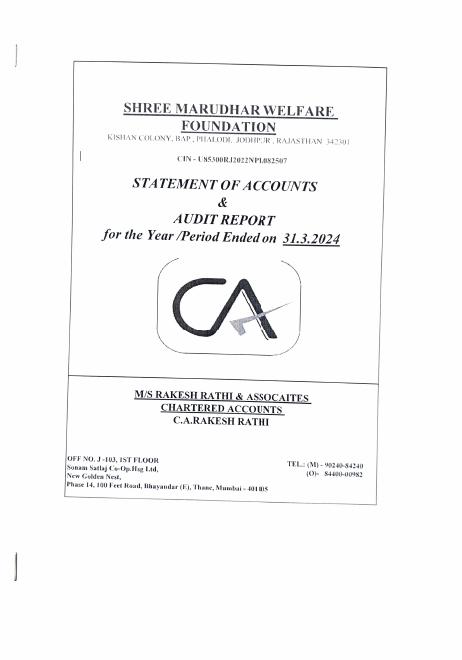 SHREE MARUDHAR WELFARE
FOUNDATION
KISHAN COLONY, BAP , PHALODI, JODHPUR , RAJASTHAN 342301
CIN - U85300RJ2022NPL082507
STATEMENT OF ACCOUNTS
&
AUDIT REPORT
for the Year /Period Ended on 31.3.2024
CA
M/S RAKESH RATHI & ASSOCAITES
CHARTERED ACCOUNTS
C.A.RAKESH RATHI
OFF NO. J -103, 1ST FLOOR
Sonam Satlaj Co-Op.Hsg Ltd,
New Golden Nest,
Phase 14, 100 Feet Road, Bhayandar (E), Thane, Mumbai - 401105
TEL.: (M) - 90240-84240
(O)- 84400-00982